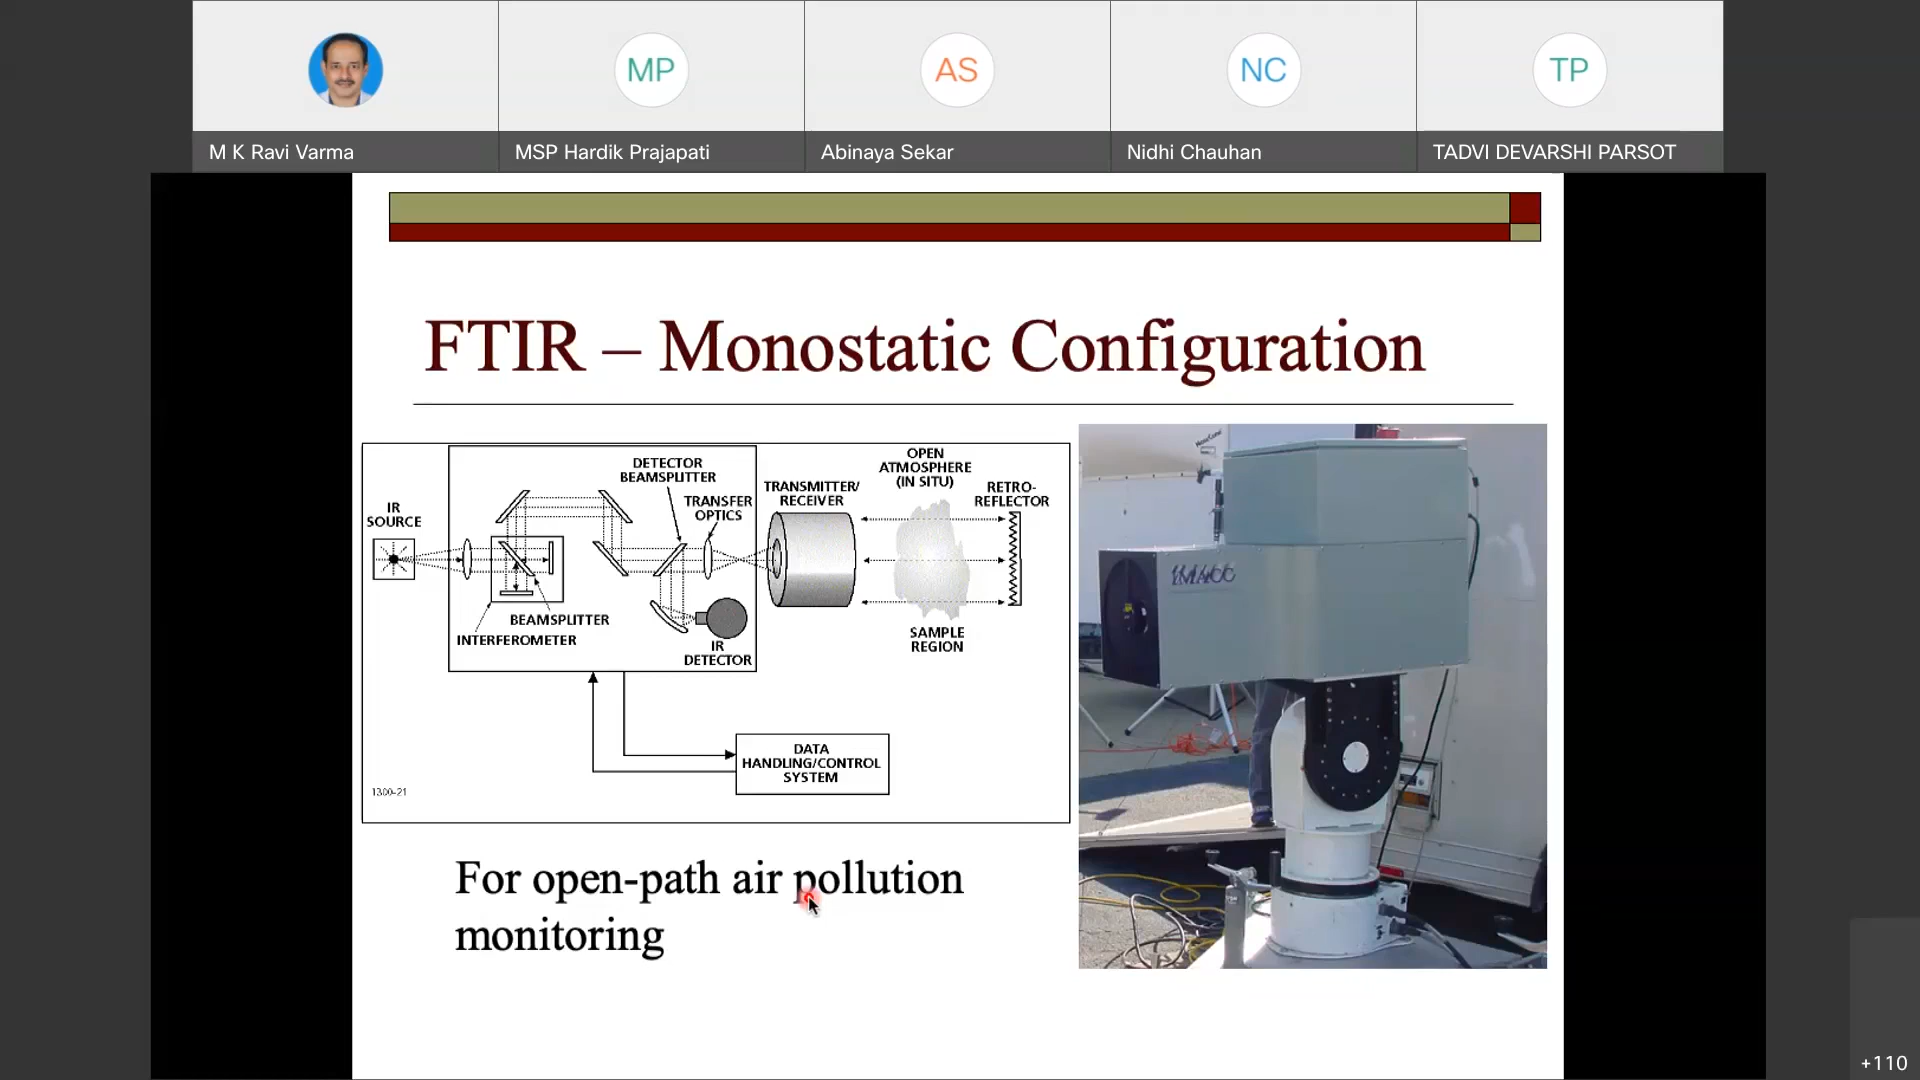 MP
AS
NC
TP
M K Ravi Varma
MSP Hardik Prajapati
Abinaya Sekar
Nidhi Chauhan
TADVI DEVARSHI PARSOT
FTIR – Monostatic Configuration
IR
SOURCE
DETECTOR
BEAMSPLITTER
TRANSFER
OPTICS
TRANSMITTER/
RECEIVER
OPEN
ATMOSPHERE
(IN SITU)
RETRO-
REFLECTOR
BEAMSPLITTER
INTERFEROMETER
IR
DETECTOR
SAMPLE
REGION
DATA
HANDLING/CONTROL
SYSTEM
1300-21
IMACC
For open-path air pollution
monitoring
+110